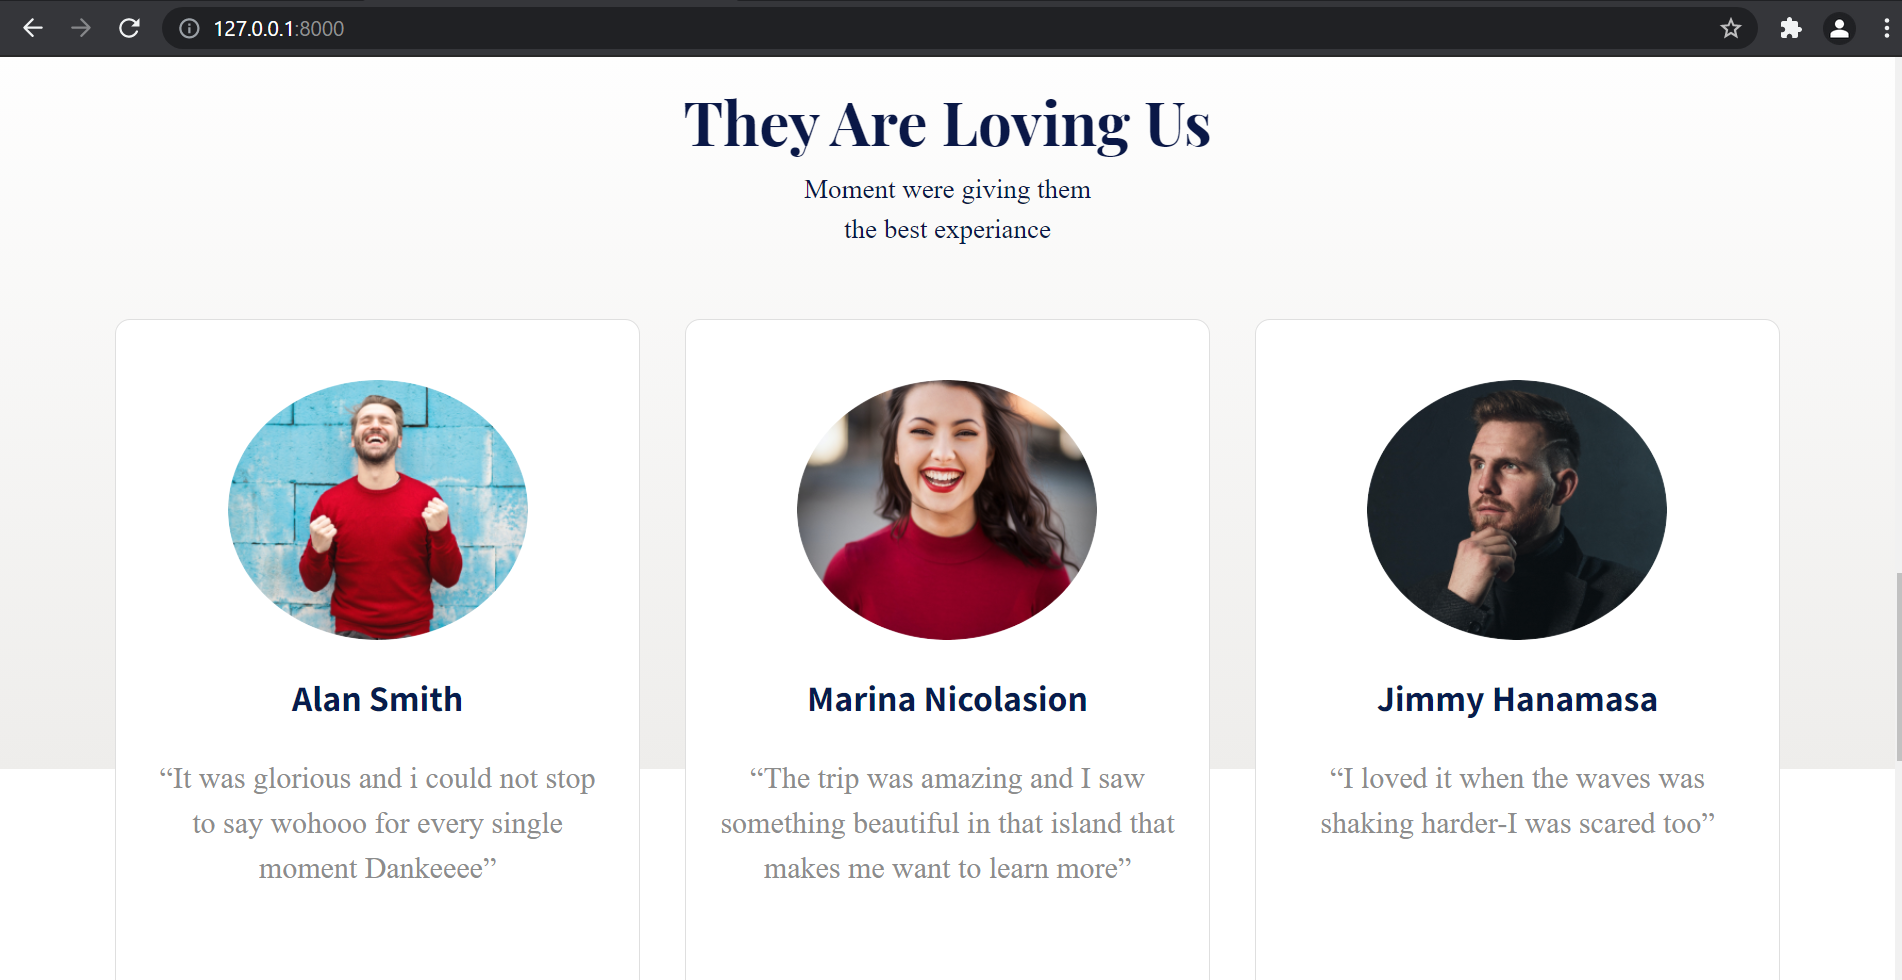 127.0.0.1:8000
They Are Loving Us
Moment were giving them
the best experiance
Alan Smith
“It was glorious and i could not stop
to say wohooo for every single
moment Dankeeee”
Marina Nicolasion
“The trip was amazing and I saw
something beautiful in that island that
makes me want to learn more”
Jimmy Hanamasa
“I loved it when the waves was
shaking harder-I was scared too”